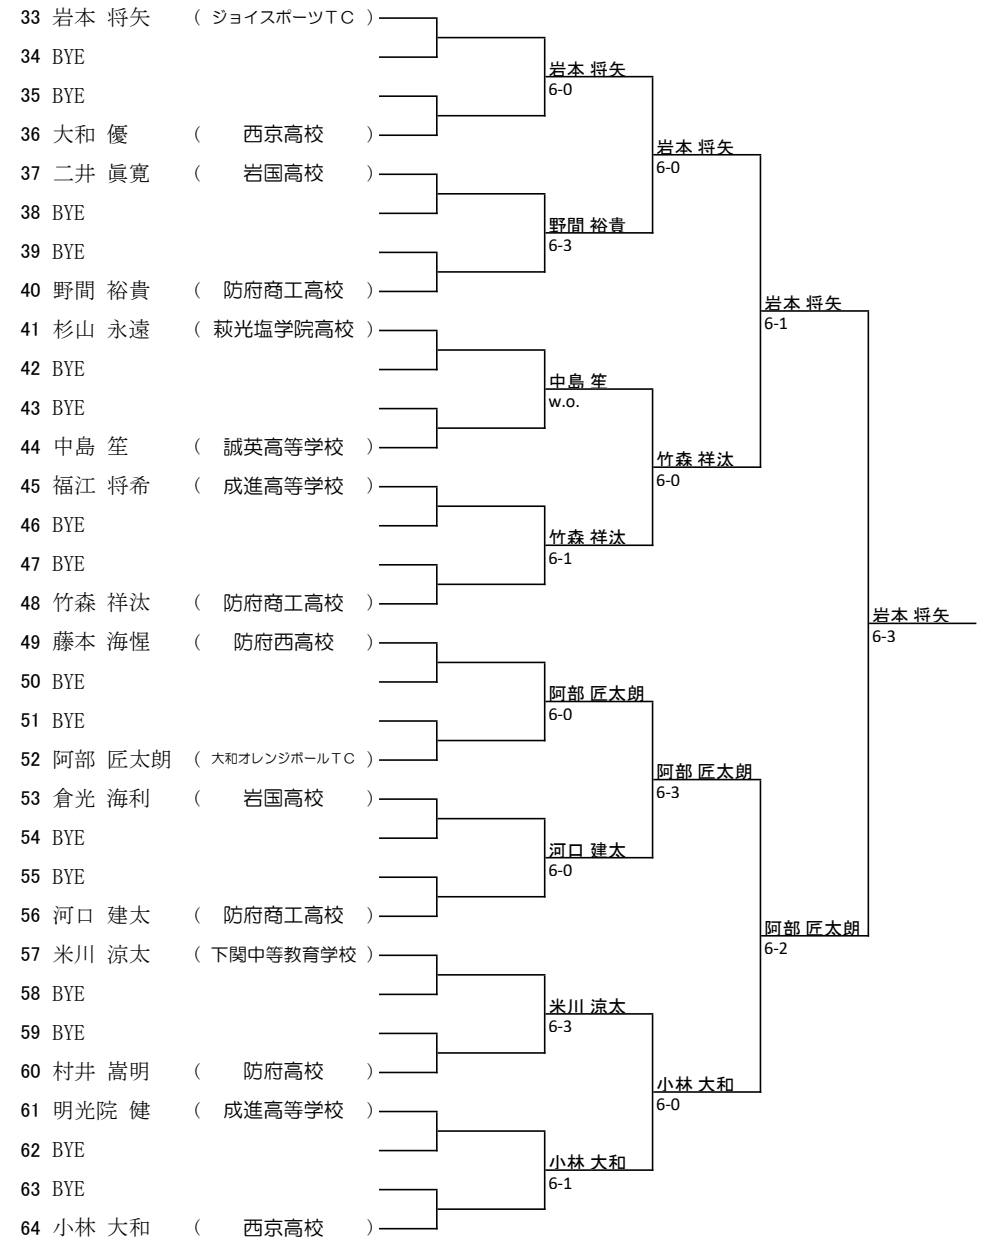 33 岩本 将矢 ( ジョイスポーツTC )
34 BYE
岩本 将矢
6-0
35 BYE
36 大和 優 ( 西京高校 )
岩本 将矢
6-0
37 二井 眞寛 ( 岩国高校 )
38 BYE
野間 裕貴
6-3
39 BYE
40 野間 裕貴 ( 防府商工高校 )
岩本 将矢
6-1
41 杉山 永遠 ( 萩光塩学院高校 )
42 BYE
中島 笙
w.o.
43 BYE
44 中島 笙 ( 誠英高等学校 )
竹森 祥汰
6-0
45 福江 将希 ( 成進高等学校 )
46 BYE
竹森 祥汰
6-1
47 BYE
48 竹森 祥汰 ( 防府商工高校 )
岩本 将矢
6-3
49 藤本 海惺 ( 防府西高校 )
50 BYE
阿部 匠太朗
6-0
51 BYE
52 阿部 匠太朗 ( 大和オレンジボールTC )
阿部 匠太朗
6-3
53 倉光 海利 ( 岩国高校 )
54 BYE
河口 建太
6-0
55 BYE
56 河口 建太 ( 防府商工高校 )
阿部 匠太朗
6-2
57 米川 涼太 ( 下関中等教育学校 )
58 BYE
米川 涼太
6-3
59 BYE
60 村井 嵩明 ( 防府高校 )
小林 大和
6-0
61 明光院 健 ( 成進高等学校 )
62 BYE
小林 大和
6-1
63 BYE
64 小林 大和 ( 西京高校 )